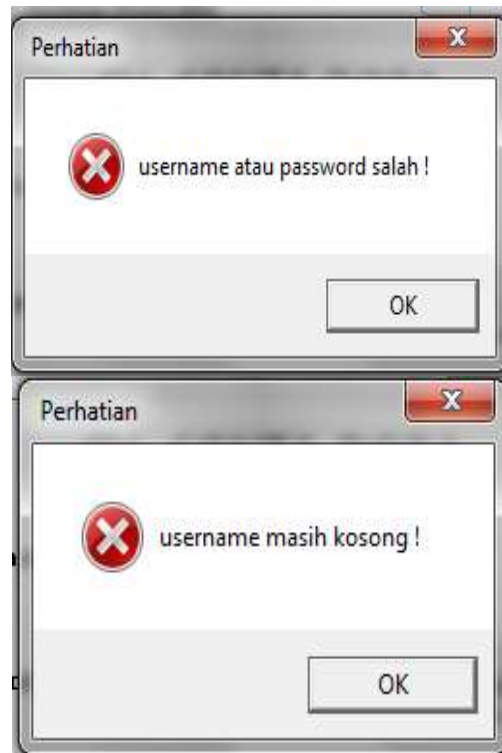 Perhatian
username atau password salah !
OK
Perhatian
username masih kosong !
OK